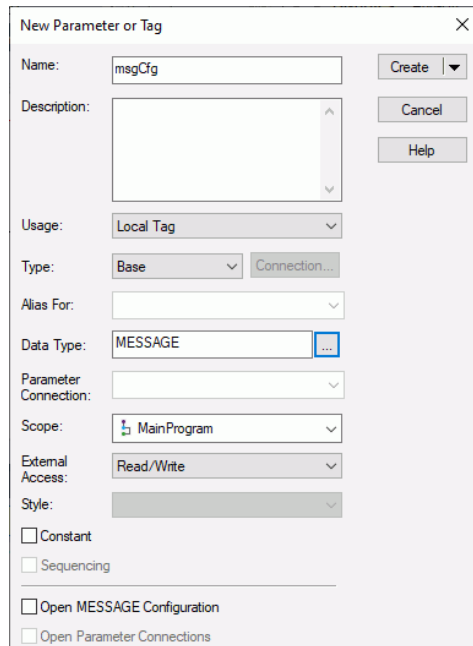 New Parameter or Tag
Name: msgCfg Create
Description: Cancel
Help
Usage: Local Tag
Type: Base Connection...
Alias For:
Data Type: MESSAGE ...
Parameter
Connection:
Scope: MainProgram
External
Access: Read/Write
Style:
Constant
Sequencing
Open MESSAGE Configuration
Open Parameter Connections